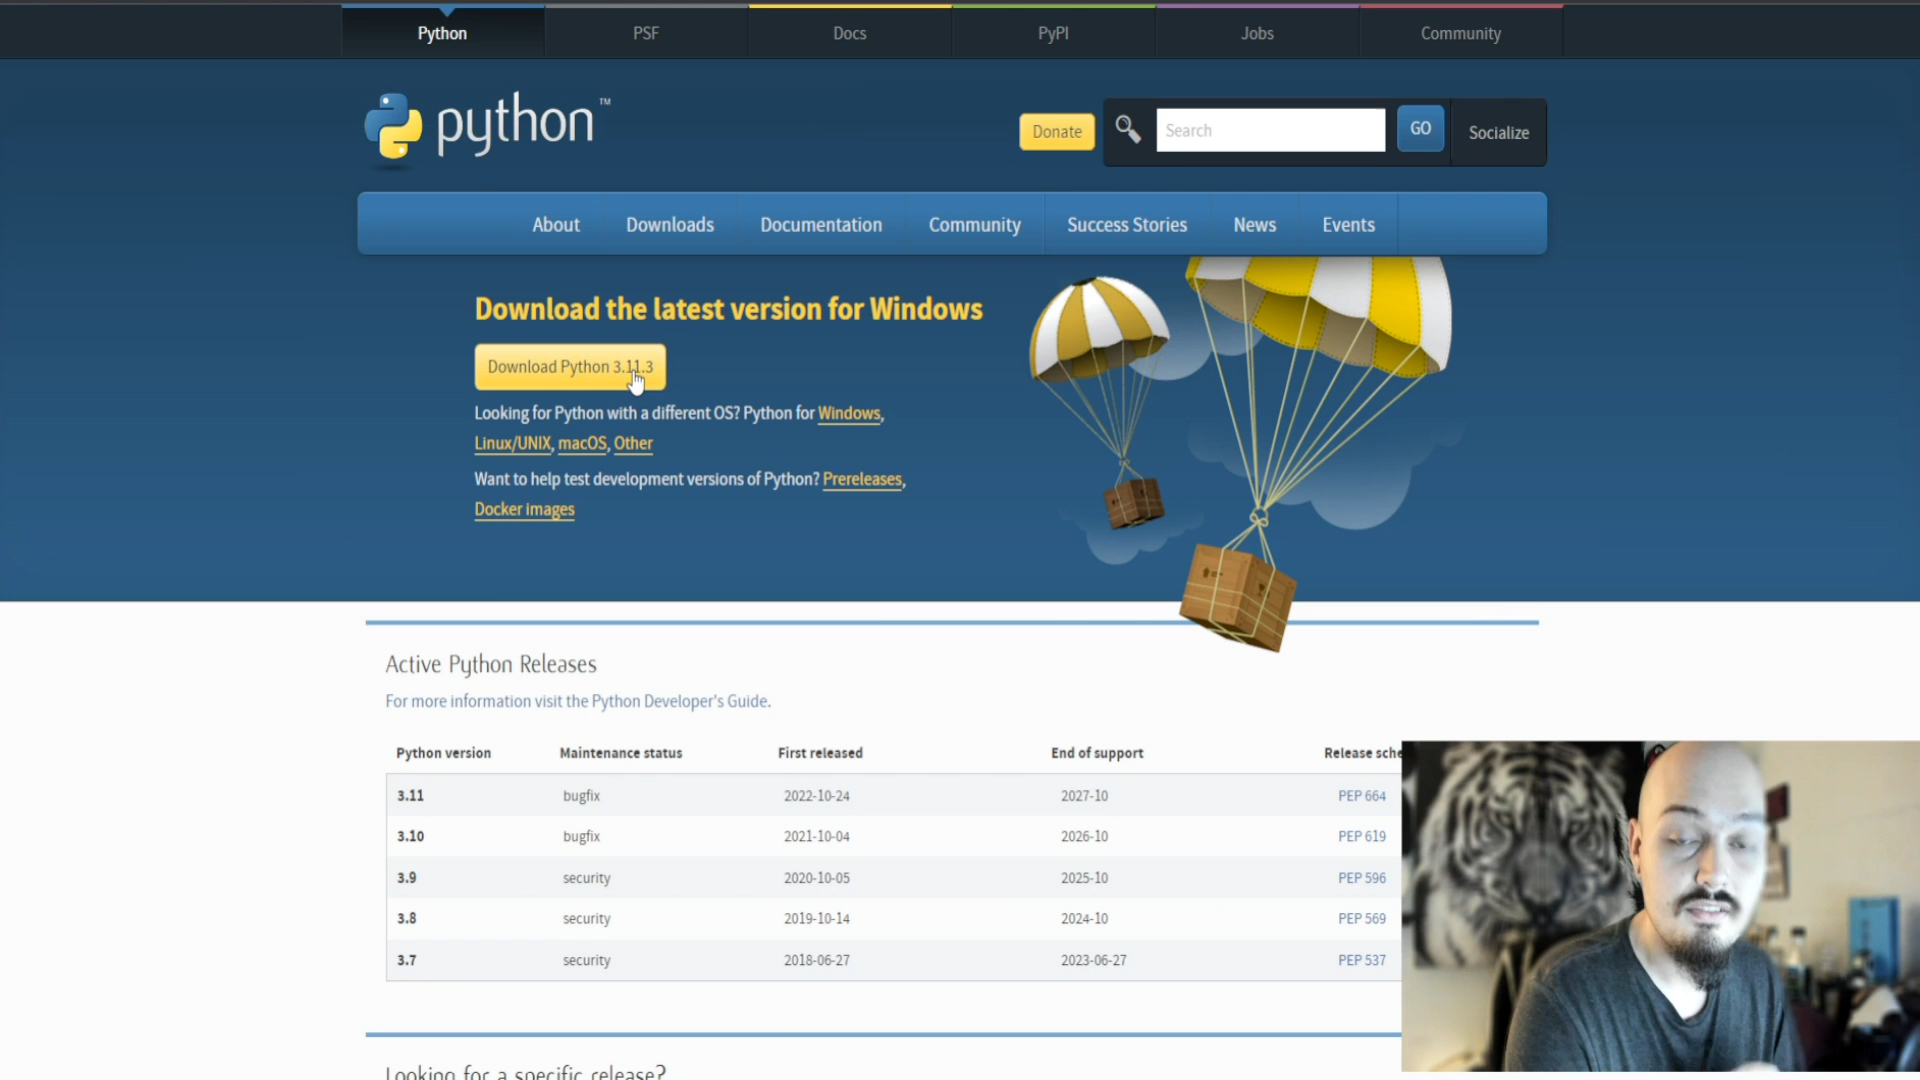 Python
PSF
Docs
PyPI
Jobs
Community
python™
Donate
Search
GO
Socialize
About
Downloads
Documentation
Community
Success Stories
News
Events
Download the latest version for Windows
Download Python 3.11.3
Looking for Python with a different OS? Python for Windows,
Linux/UNIX, macOS, Other
Want to help test development versions of Python? Prereleases,
Docker images
Active Python Releases
For more information visit the Python Developer's Guide.
Python version Maintenance status First released End of support Release sche
3.11 bugfix 2022-10-24 2027-10 PEP 664
3.10 bugfix 2021-10-04 2026-10 PEP 619
3.9 security 2020-10-05 2025-10 PEP 596
3.8 security 2019-10-14 2024-10 PEP 569
3.7 security 2018-06-27 2023-06-27 PEP 537
Looking for a specific release?